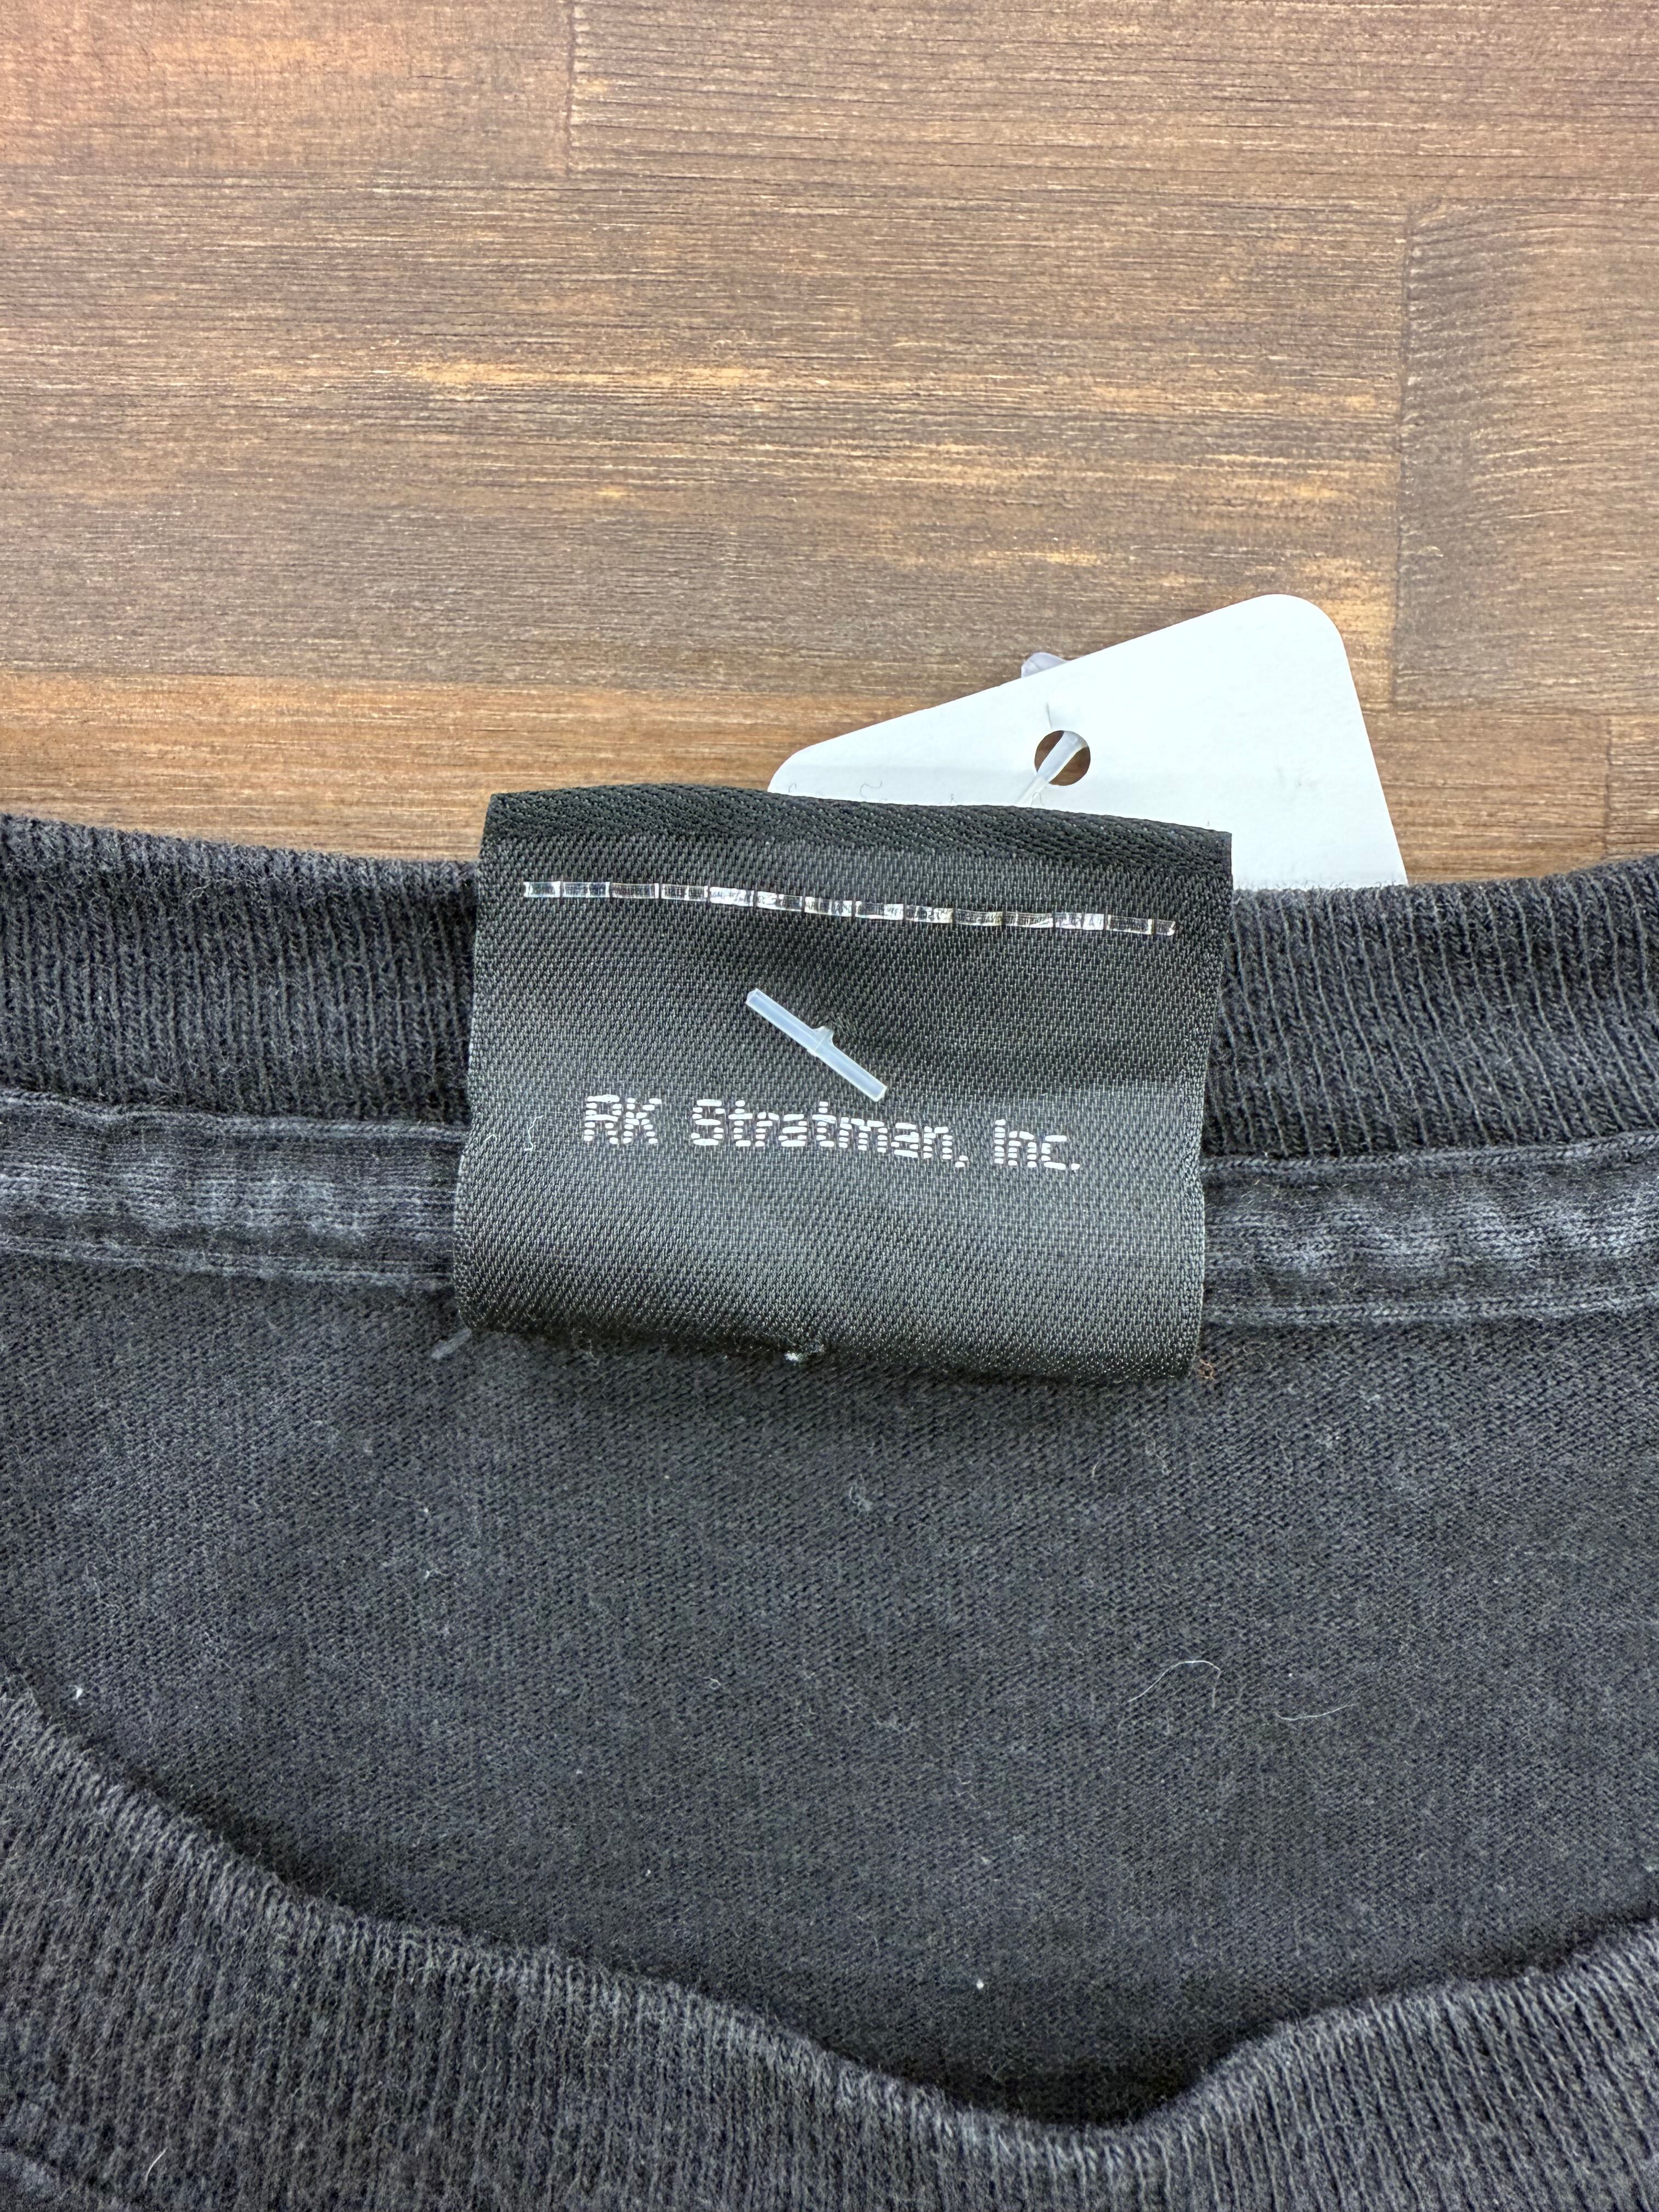 RK Stratman, Inc.